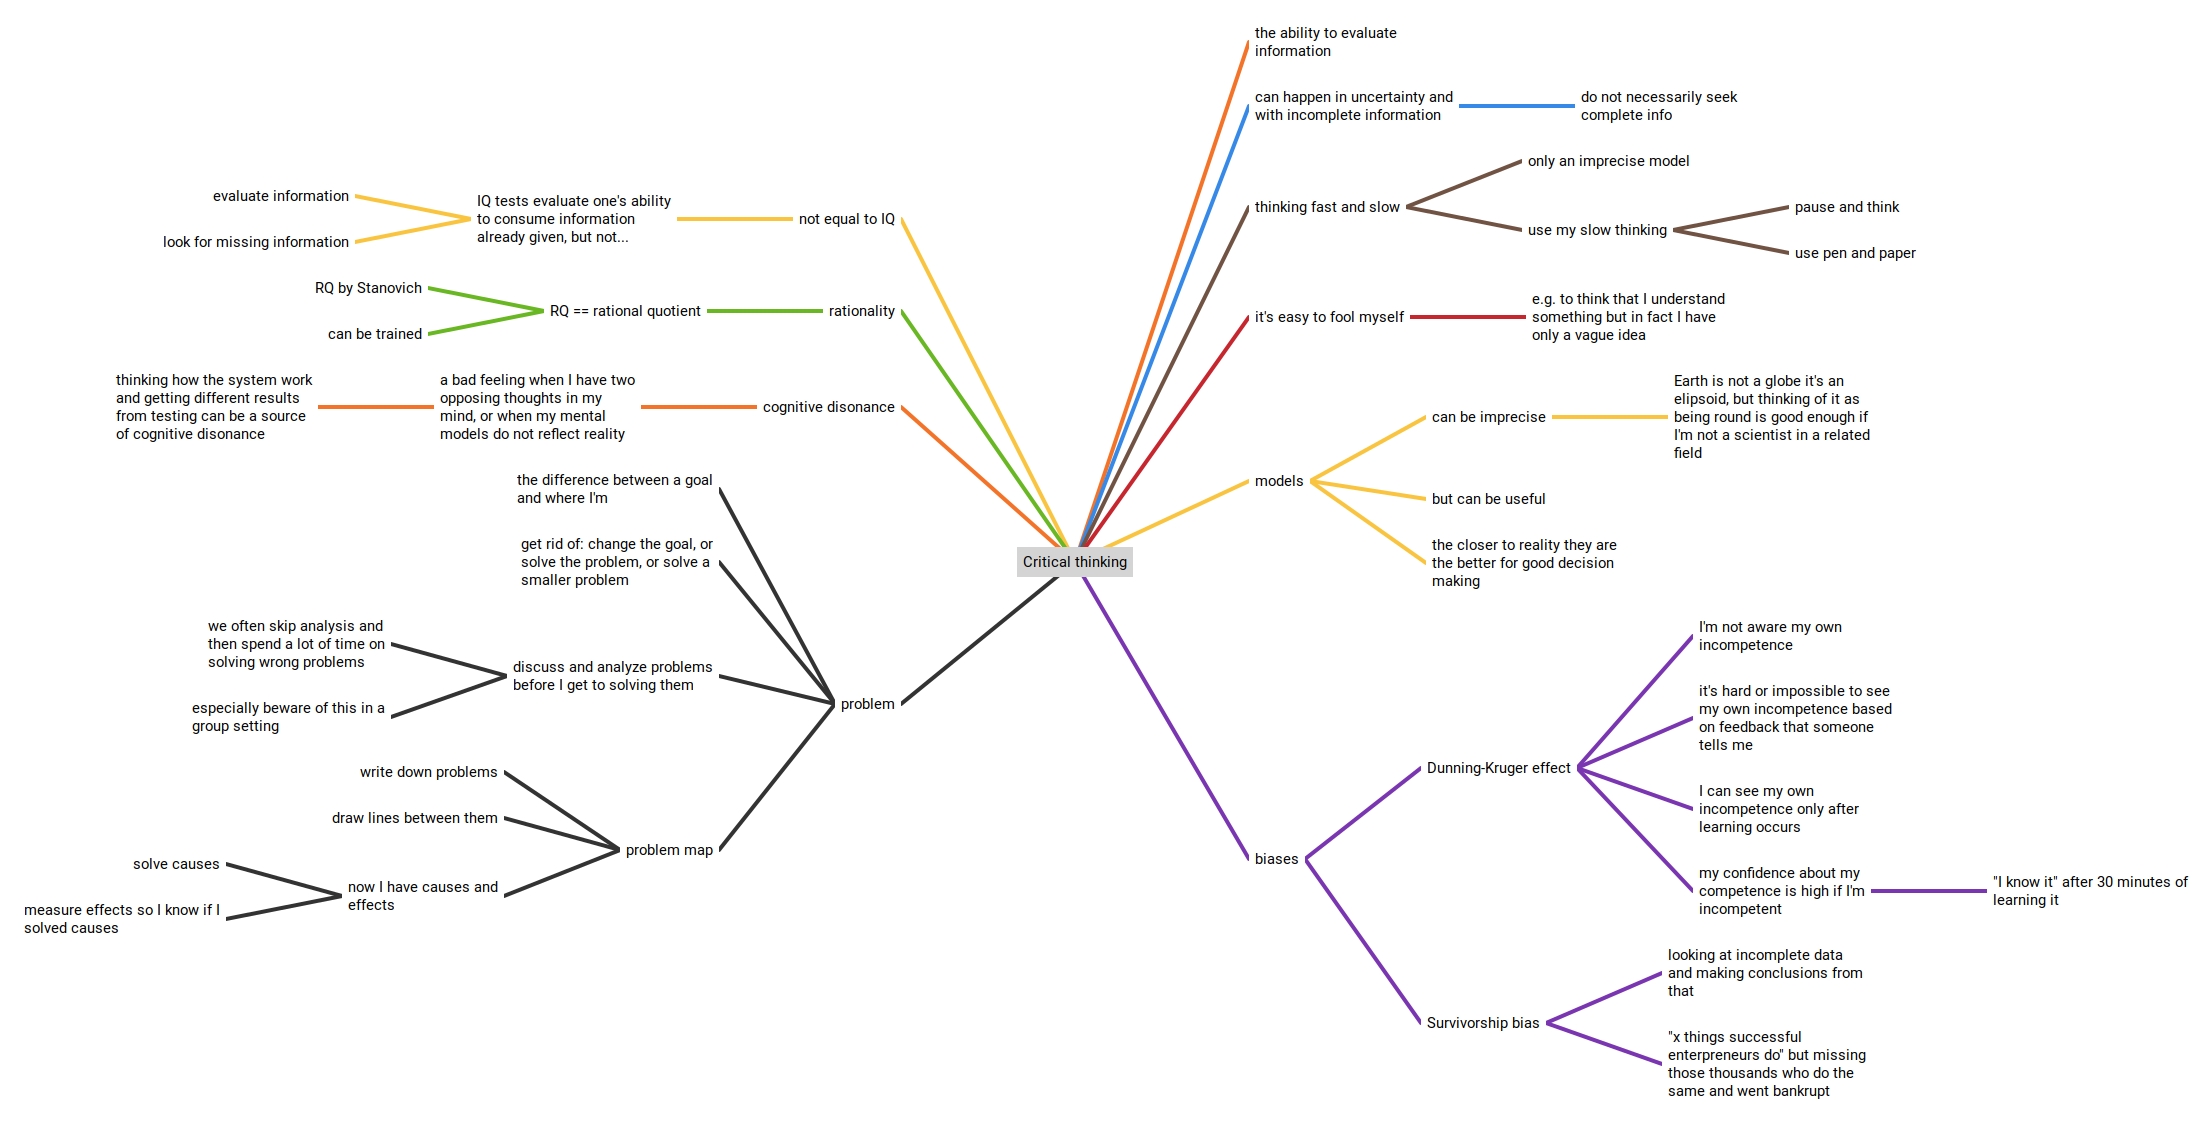 Critical thinking
the ability to evaluate
information
can happen in uncertainty and
with incomplete information
do not necessarily seek
complete info
thinking fast and slow
only an imprecise model
use my slow thinking
pause and think
use pen and paper
it's easy to fool myself
e.g. to think that I understand
something but in fact I have
only a vague idea
models
can be imprecise
Earth is not a globe it's an
elipsoid, but thinking of it as
being round is good enough if
I'm not a scientist in a related
field
but can be useful
the closer to reality they are
the better for good decision
making
biases
Dunning-Kruger effect
I'm not aware my own
incompetence
it's hard or impossible to see
my own incompetence based
on feedback that someone
tells me
I can see my own
incompetence only after
learning occurs
my confidence about my
competence is high if I'm
incompetent
"I know it" after 30 minutes of
learning it
Survivorship bias
looking at incomplete data
and making conclusions from
that
"x things successful
enterpreneurs do" but missing
those thousands who do the
same and went bankrupt
not equal to IQ
IQ tests evaluate one's ability
to consume information
already given, but not...
evaluate information
look for missing information
rationality
RQ == rational quotient
RQ by Stanovich
can be trained
cognitive disonance
a bad feeling when I have two
opposing thoughts in my
mind, or when my mental
models do not reflect reality
thinking how the system work
and getting different results
from testing can be a source
of cognitive disonance
problem
the difference between a goal
and where I'm
get rid of: change the goal, or
solve the problem, or solve a
smaller problem
discuss and analyze problems
before I get to solving them
we often skip analysis and
then spend a lot of time on
solving wrong problems
especially beware of this in a
group setting
problem map
write down problems
draw lines between them
now I have causes and
effects
solve causes
measure effects so I know if I
solved causes